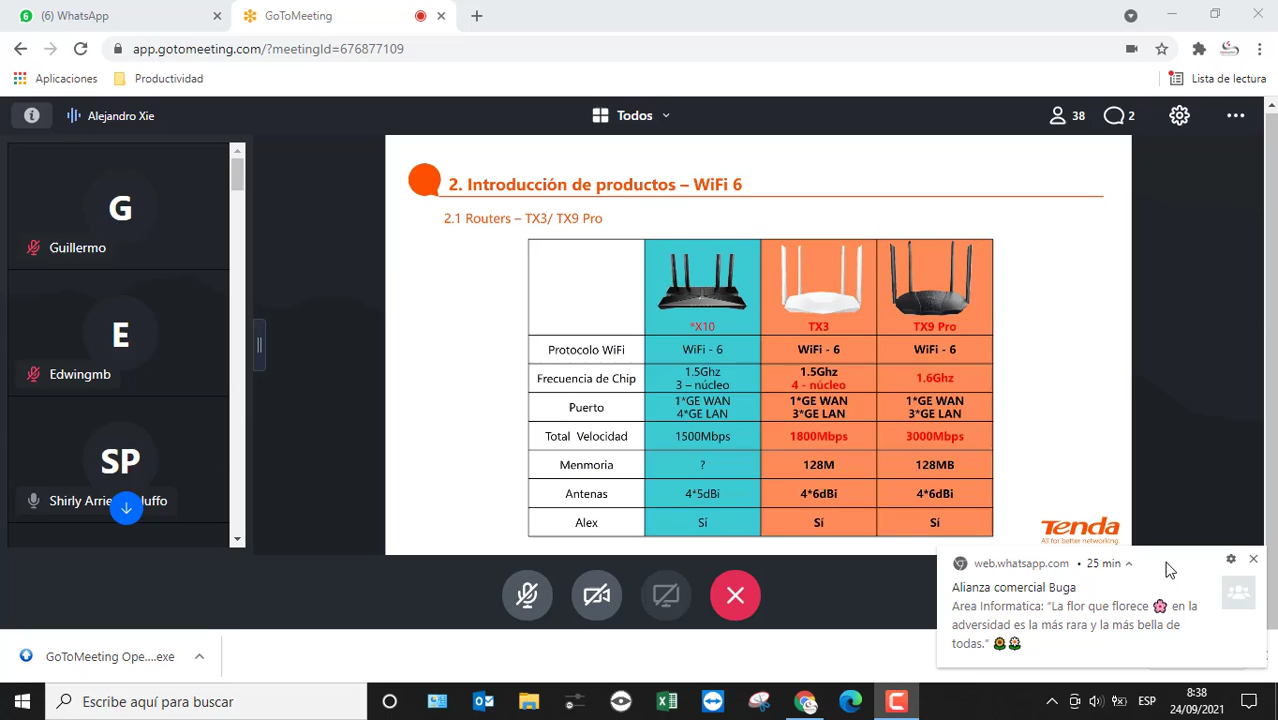 (6) WhatsApp
GoToMeeting
app.gotomeeting.com/?meetingId=676877109
Aplicaciones
Productividad
Lista de lectura
Alejandro Xie
Todos
38
2
G
Guillermo
E
Edwingmb
SP
Shirly Arrie
luffo
2. Introducción de productos – WiFi 6
2.1 Routers – TX3/ TX9 Pro
*X10 TX3 TX9 Pro
Protocolo WiFi WiFi - 6 WiFi - 6 WiFi - 6
Frecuencia de Chip 1.5Ghz 1.5Ghz 1.6Ghz
3 – núcleo 4 - núcleo
Puerto 1*GE WAN 1*GE WAN 1*GE WAN
4*GE LAN 3*GE LAN 3*GE LAN
Total Velocidad 1500Mbps 1800Mbps 3000Mbps
Menmoria ? 128M 128MB
Antenas 4*5dBi 4*6dBi 4*6dBi
Alex Sí Sí Sí
Tenda
All for better networking
web.whatsapp.com • 25 min
Alianza comercial Buga
Area Informatica: "La flor que florece 🌸 en la
adversidad es la más rara y la más bella de
todas." 🌻🌼
GoToMeeting Ope....exe
Escribe aquí para buscar
ESP
8:38
24/09/2021